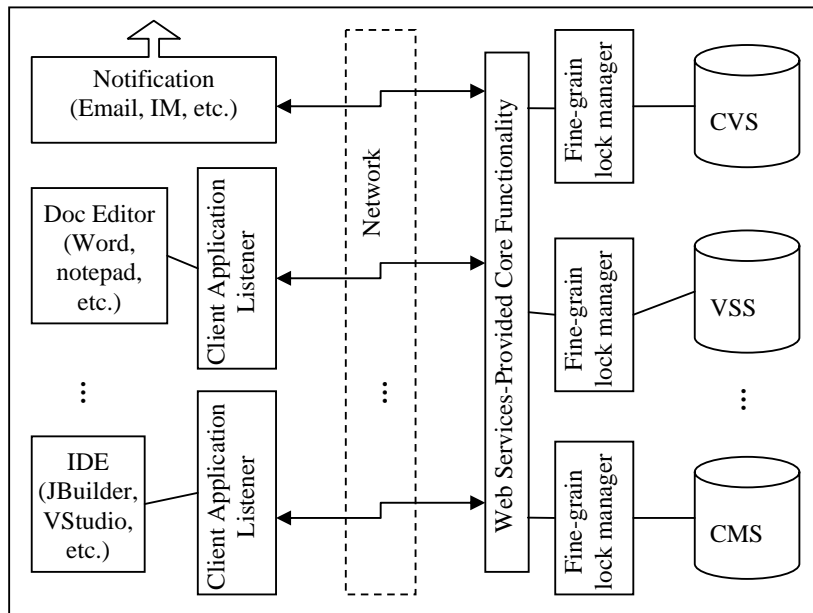 Notification
(Email, IM, etc.)
Doc Editor
(Word,
notepad,
etc.)
Client Application
Listener
...
IDE
(JBuilder,
VStudio,
etc.)
Client Application
Listener
Network
...
Web Services-Provided Core Functionality
Fine-grain
lock manager
CVS
Fine-grain
lock manager
VSS
...
Fine-grain
lock manager
CMS